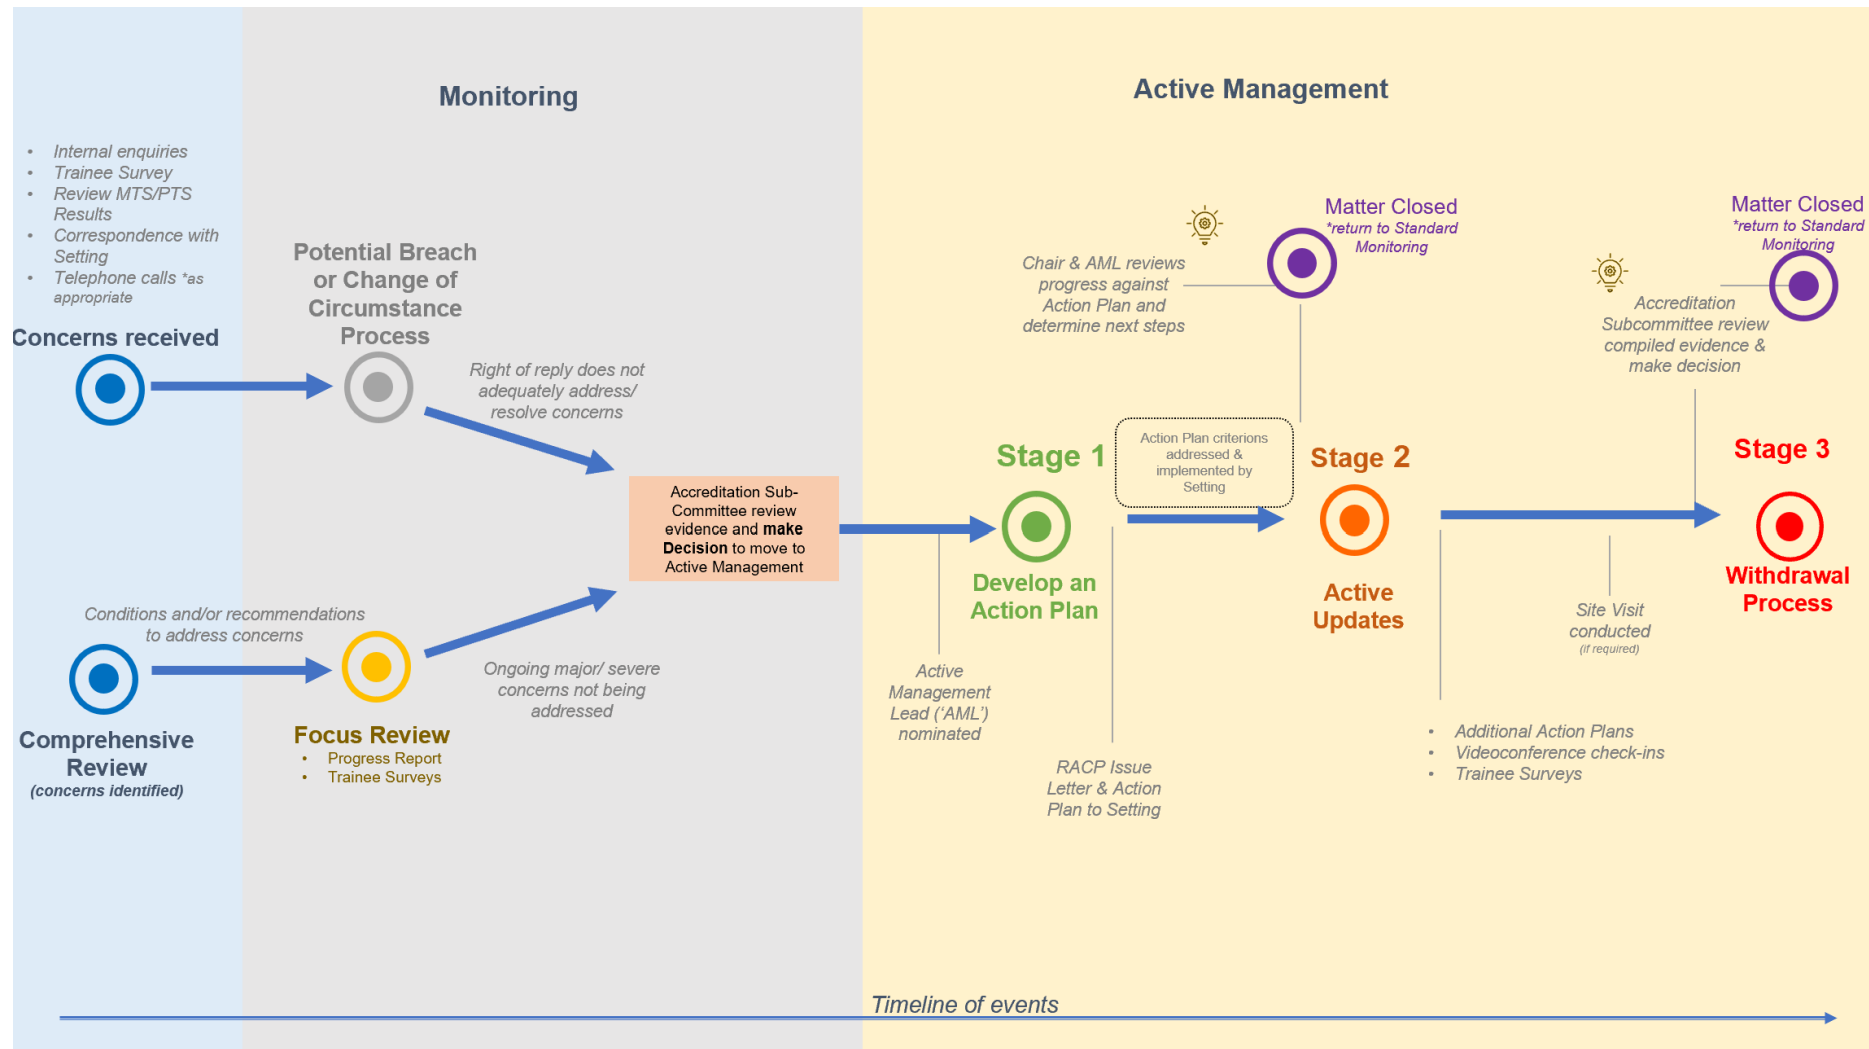 Monitoring
Active Management
• Internal enquiries
• Trainee Survey
• Review MTS/PTS
Results
• Correspondence with
Setting
• Telephone calls *as
appropriate
Concerns received
Potential Breach
or Change of
Circumstance
Process
Right of reply does not
adequately address/
resolve concerns
Accreditation Sub-
Committee review
evidence and make
Decision to move to
Active Management
Conditions and/or recommendations
to address concerns
Comprehensive
Review
(concerns identified)
Focus Review
• Progress Report
• Trainee Surveys
Ongoing major/ severe
concerns not being
addressed
Active
Management
Lead (‘AML’)
nominated
Stage 1
Develop an
Action Plan
RACP Issue
Letter & Action
Plan to Setting
Action Plan criterions
addressed &
implemented by
Setting
Chair & AML reviews
progress against
Action Plan and
determine next steps
Matter Closed
*return to Standard
Monitoring
Stage 2
Active
Updates
• Additional Action Plans
• Videoconference check-ins
• Trainee Surveys
Site Visit
conducted
(if required)
Accreditation
Subcommittee review
compiled evidence &
make decision
Matter Closed
*return to Standard
Monitoring
Stage 3
Withdrawal
Process
Timeline of events